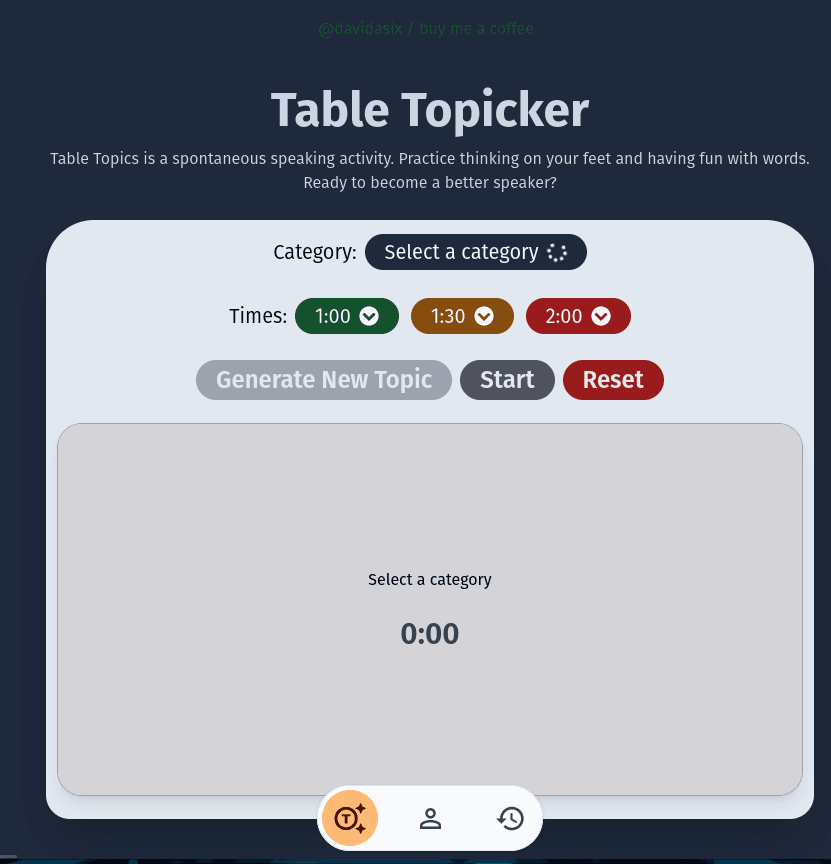 @davidasix / buy me a coffee
Table Topicker
Table Topics is a spontaneous speaking activity. Practice thinking on your feet and having fun with words.
Ready to become a better speaker?
Category: Select a category
Times: 1:00 1:30 2:00
Generate New Topic Start Reset
Select a category
0:00
T